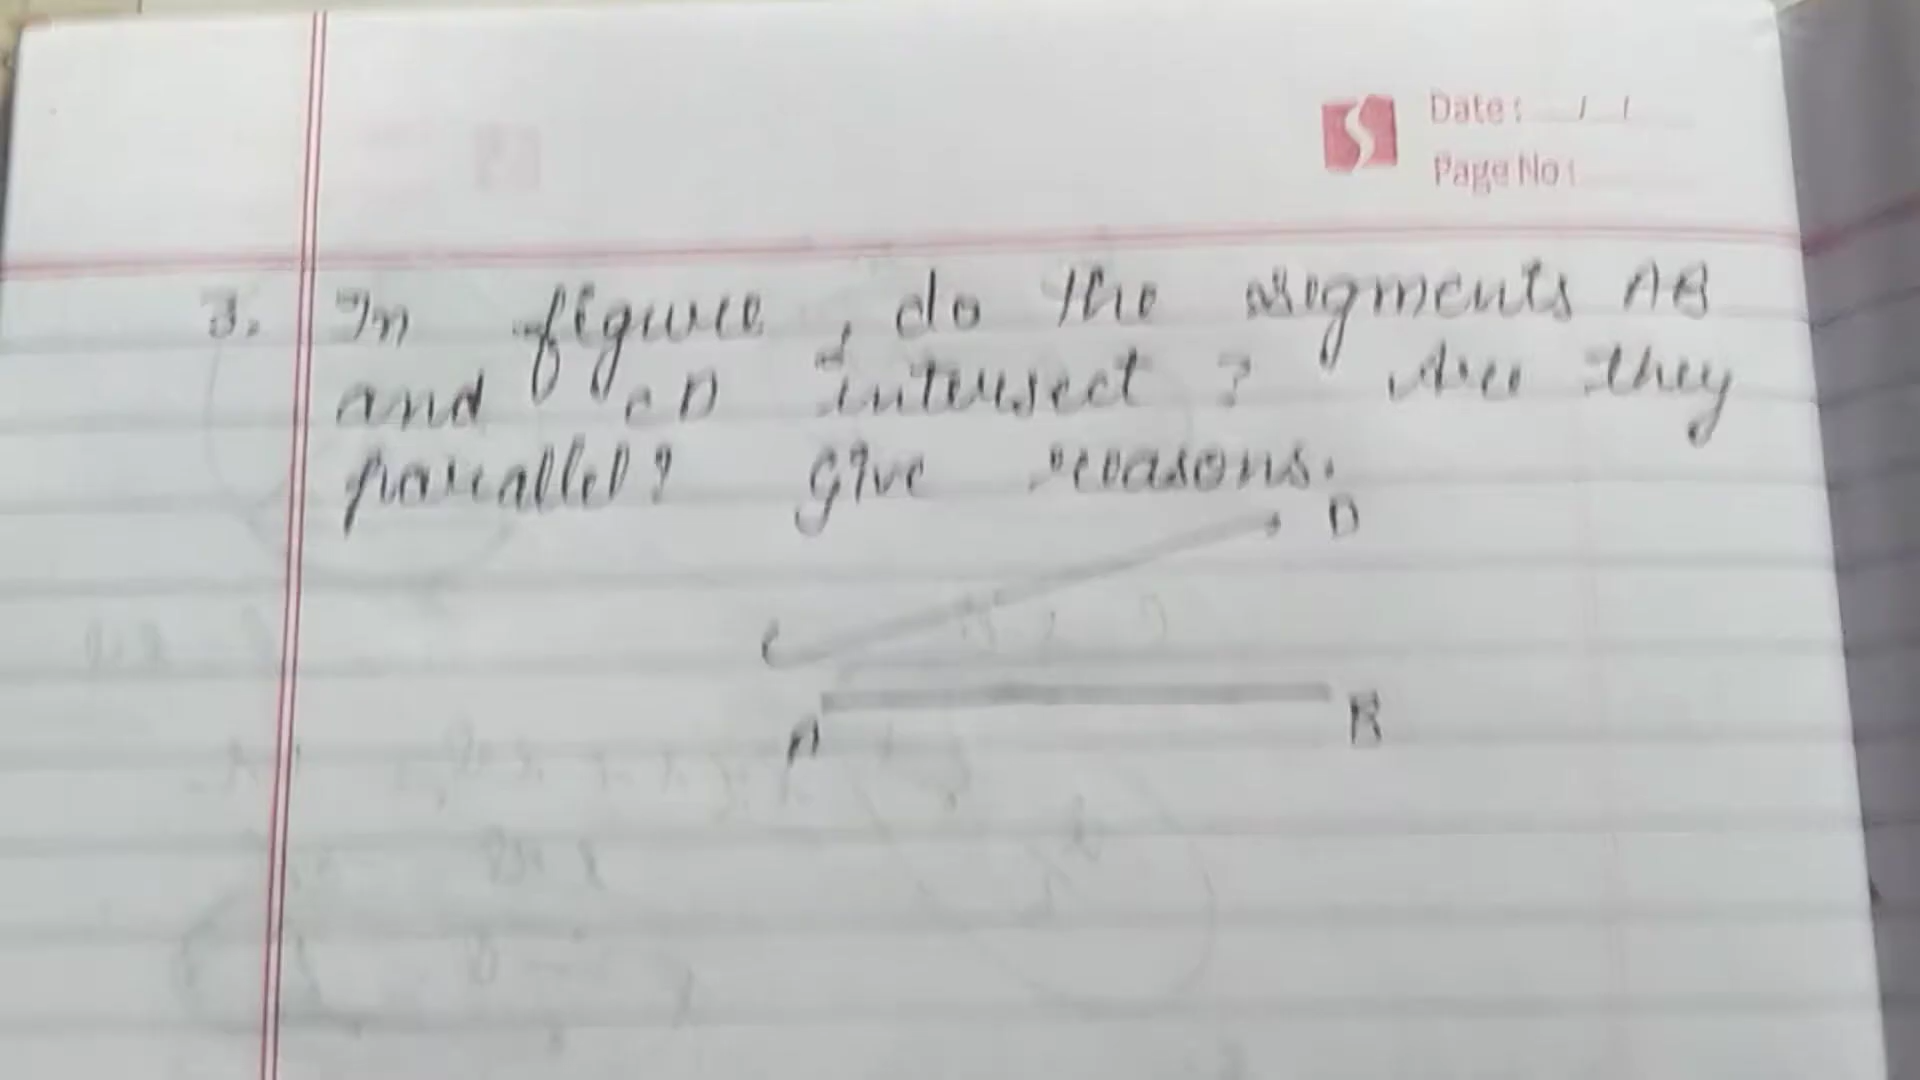 Date: / /
Page No:
3. In figure, do the segments AB
and CD intersect? Are they
parallel? Give reasons.
D
C
A
B